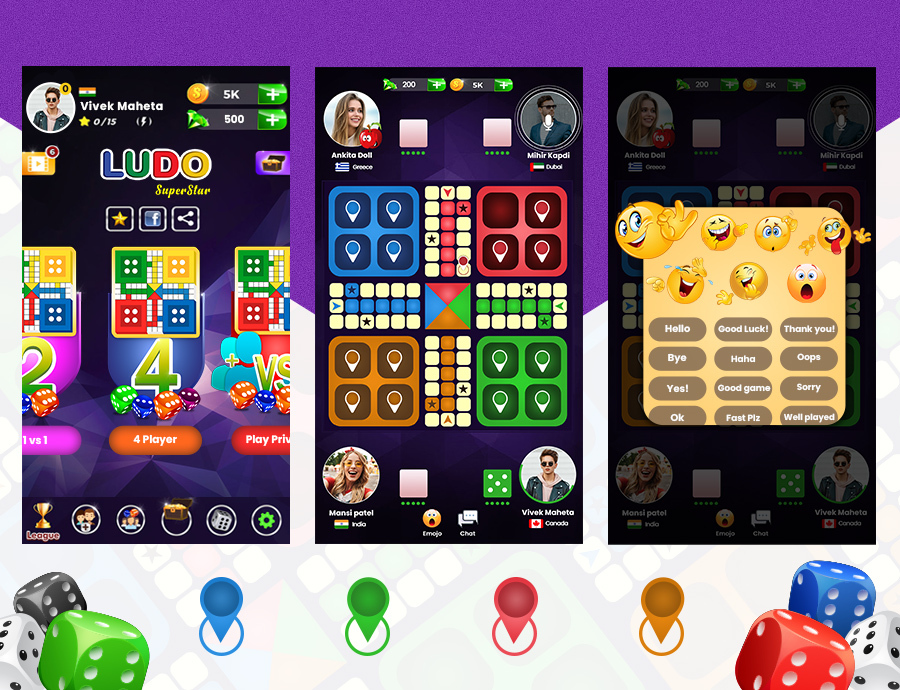 0
Vivek Maheta
0/15
5K
500
6
LUDO
SuperStar
f
2
4
VS
1 vs 1
4 Player
Play Priv
League
200
5K
Ankita Doll
Greece
Mihir Kapdi
Dubai
Mansi patel
India
Vivek Maheta
Canada
Emojo
Chat
200
5K
Ankita Doll
Greece
Mihir Kapdi
Dubai
Hello
Good Luck!
Thank you!
Bye
Haha
Oops
Yes!
Good game
Sorry
Ok
Fast Plz
Well played
Mansi patel
India
Vivek Maheta
Canada
Emojo
Chat